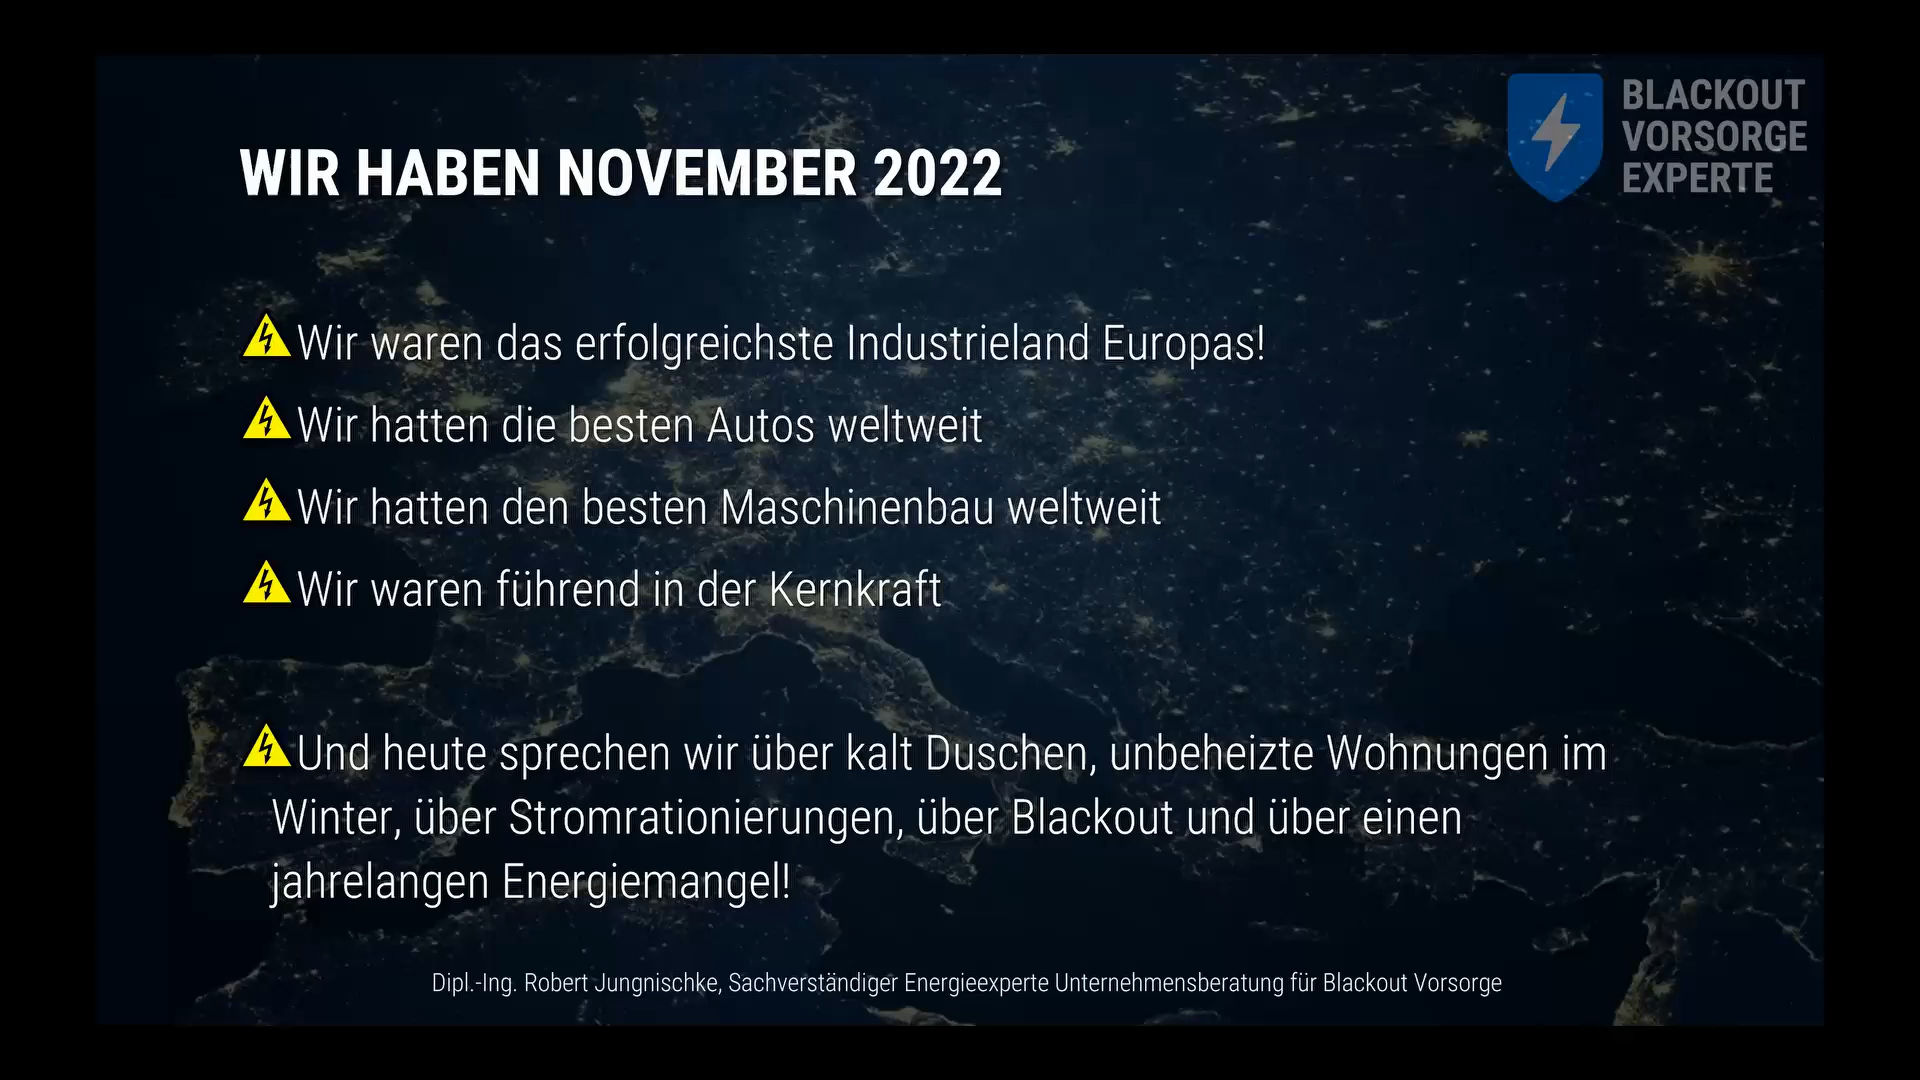 BLACKOUT
VORSORGE
EXPERTE
WIR HABEN NOVEMBER 2022
Wir waren das erfolgreichste Industrieland Europas!
Wir hatten die besten Autos weltweit
Wir hatten den besten Maschinenbau weltweit
Wir waren führend in der Kernkraft
Und heute sprechen wir über kalt Duschen, unbeheizte Wohnungen im
Winter, über Stromrationierungen, über Blackout und über einen
jahrelangen Energiemangel!
Dipl.-Ing. Robert Jungnischke, Sachverständiger Energieexperte Unternehmensberatung für Blackout Vorsorge